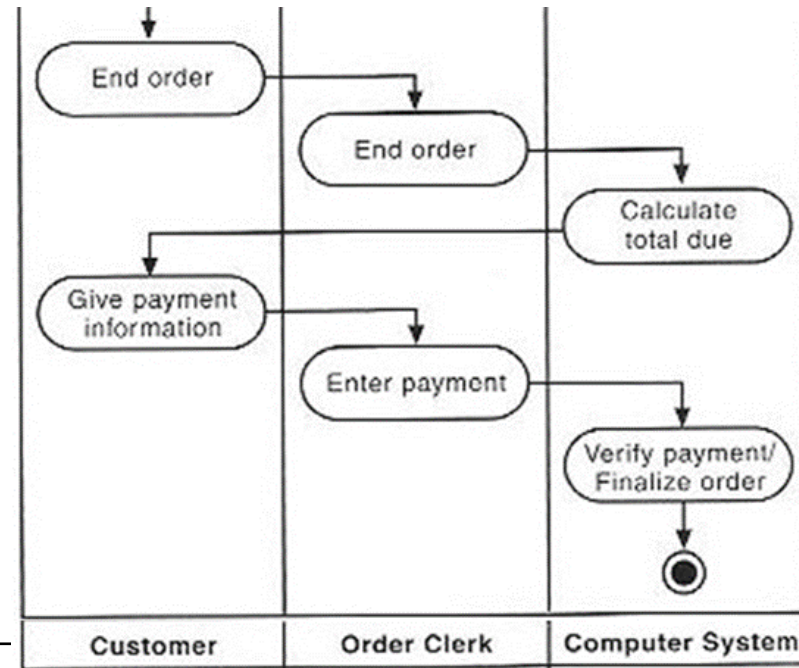 End order
End order
Calculate
total due
Give payment
information
Enter payment
Verify payment/
Finalize order
Customer
Order Clerk
Computer System